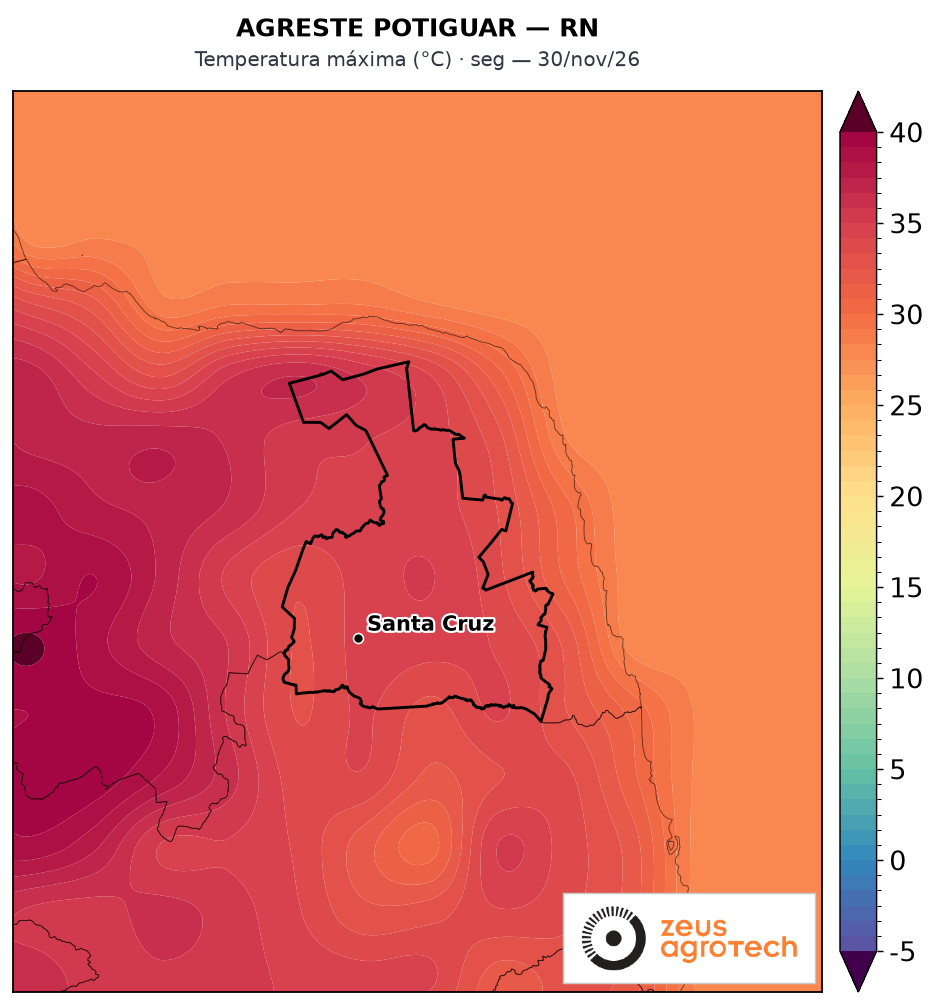 AGRESTE POTIGUAR — RN
Temperatura máxima (°C) · seg — 30/nov/26
40
35
30
25
20
15
10
5
0
-5
Santa Cruz
zeus
agrotech